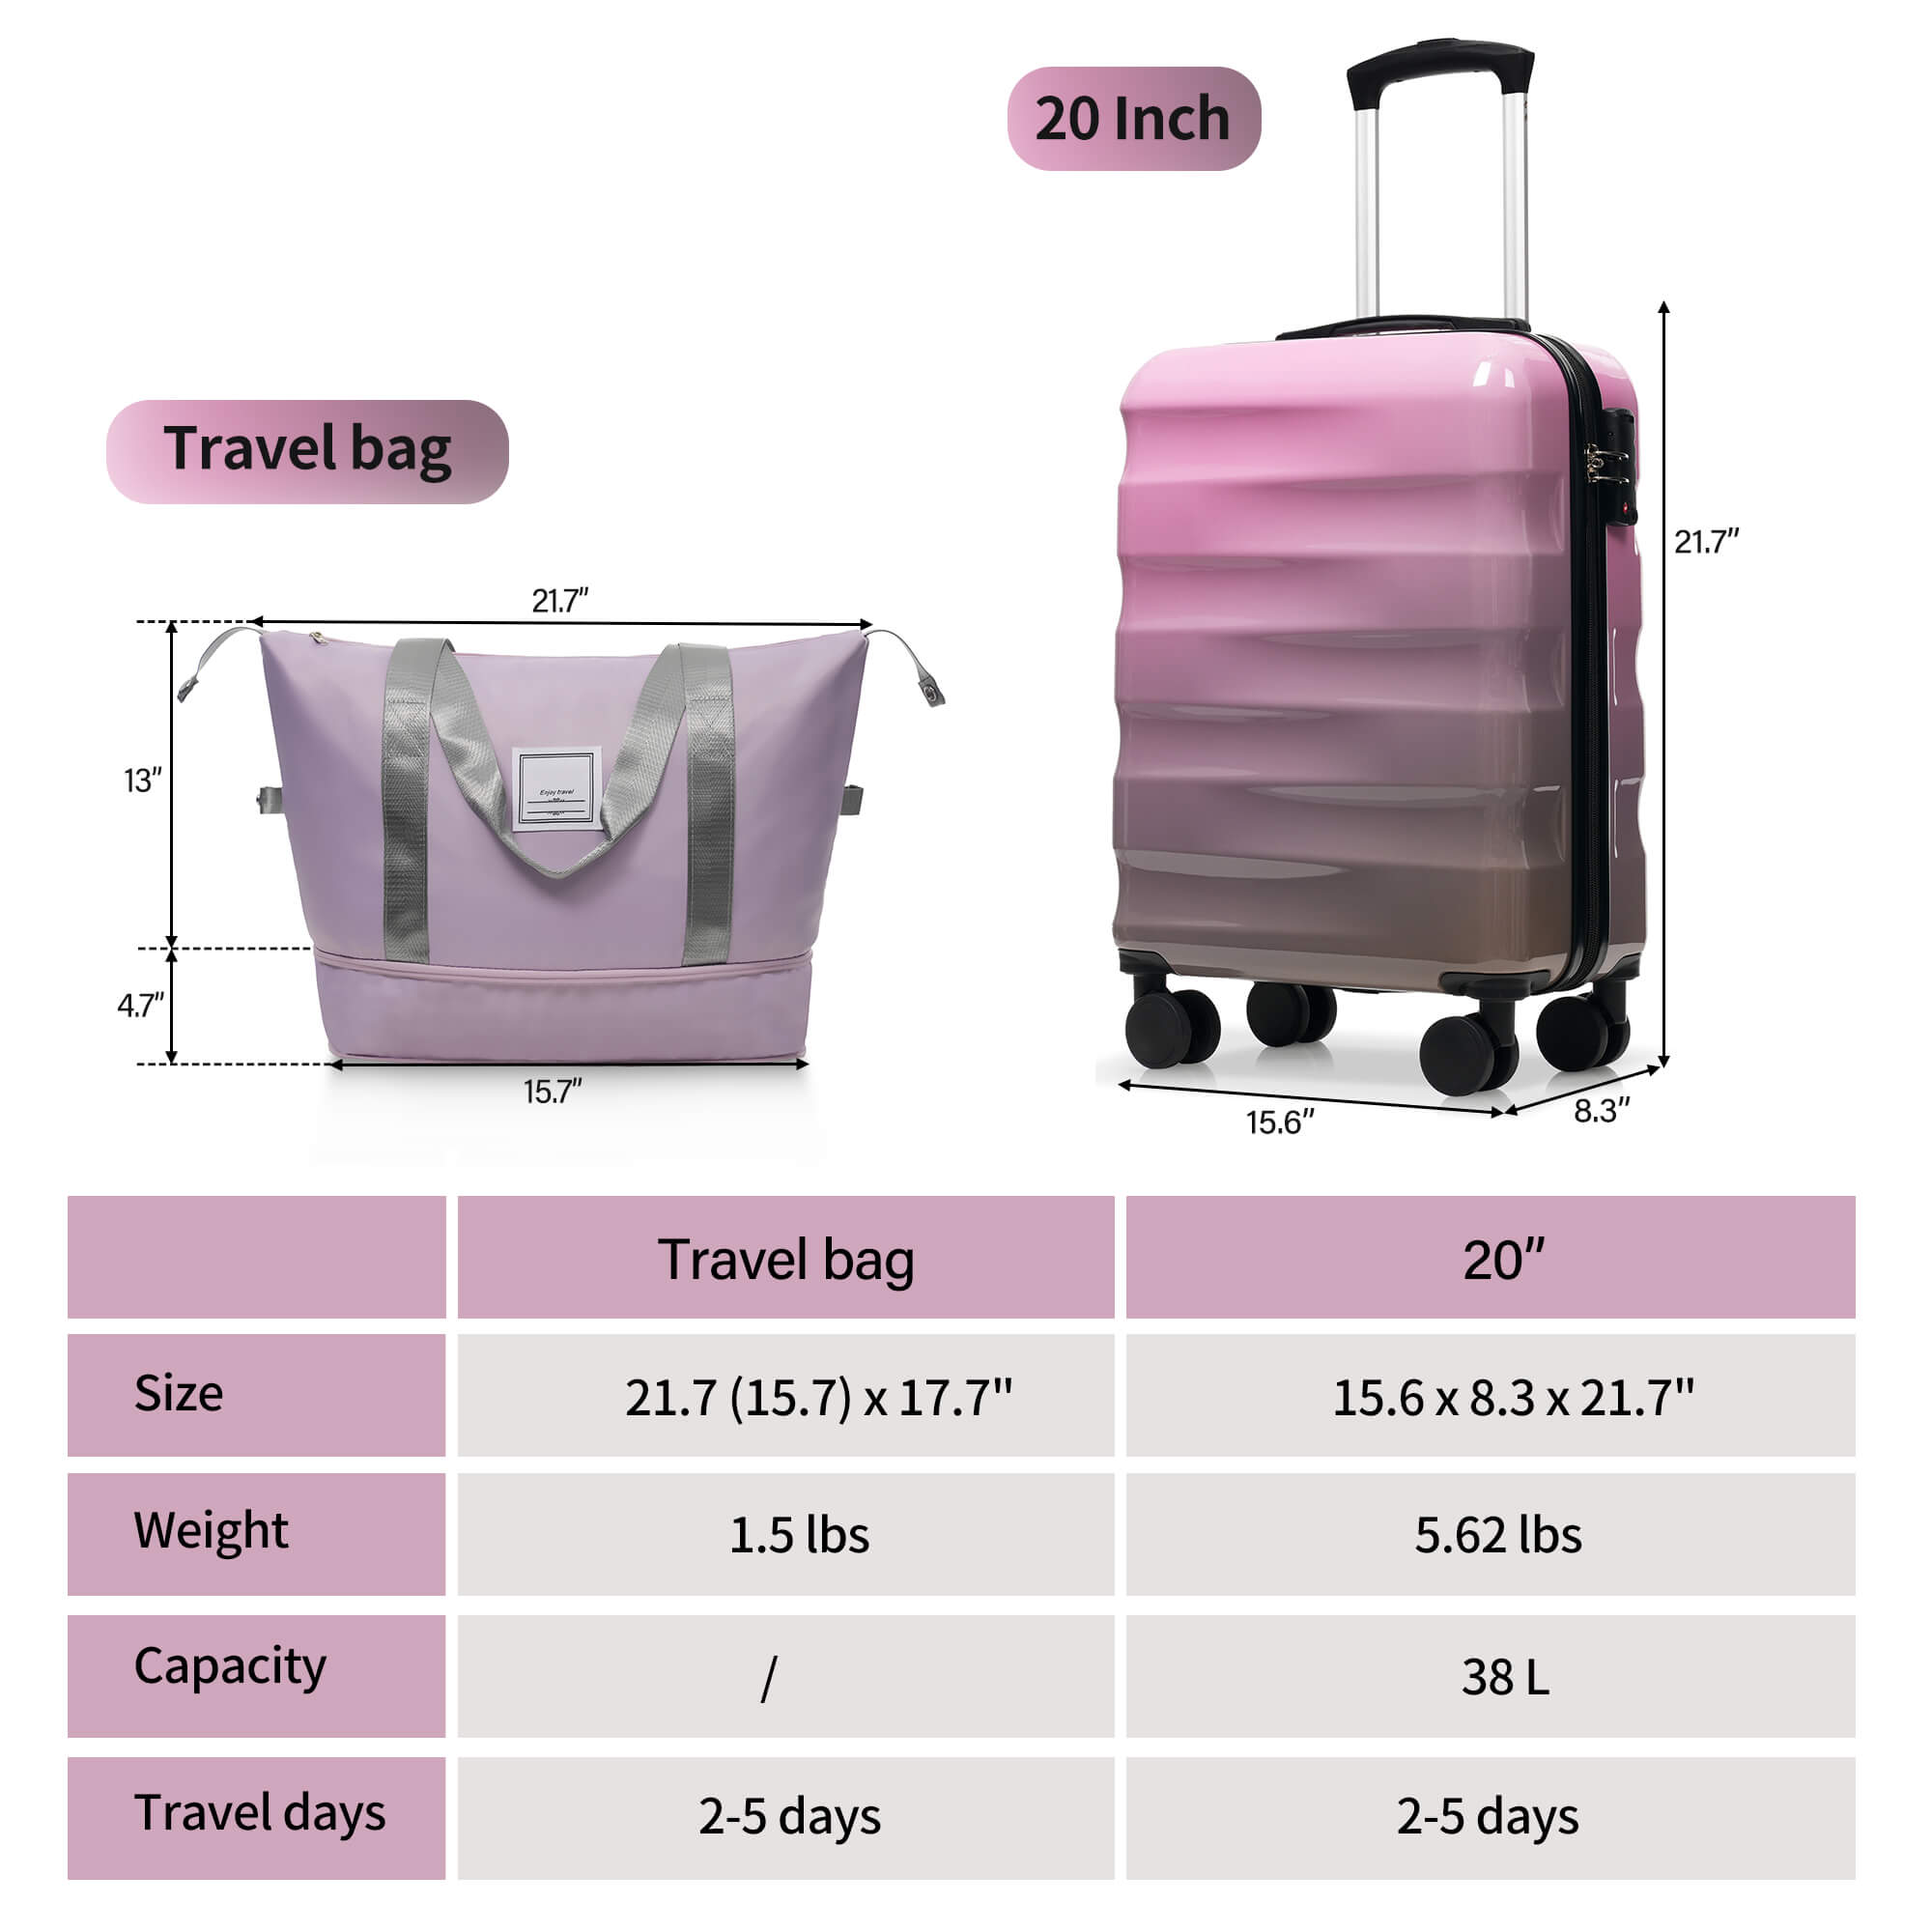 20 Inch
Travel bag
21.7"
13"
4.7"
15.7"
Enjoy travel
21.7"
15.6"
8.3"
Travel bag
20"
Size
21.7 (15.7) x 17.7"
15.6 x 8.3 x 21.7"
Weight
1.5 lbs
5.62 lbs
Capacity
/
38 L
Travel days
2-5 days
2-5 days